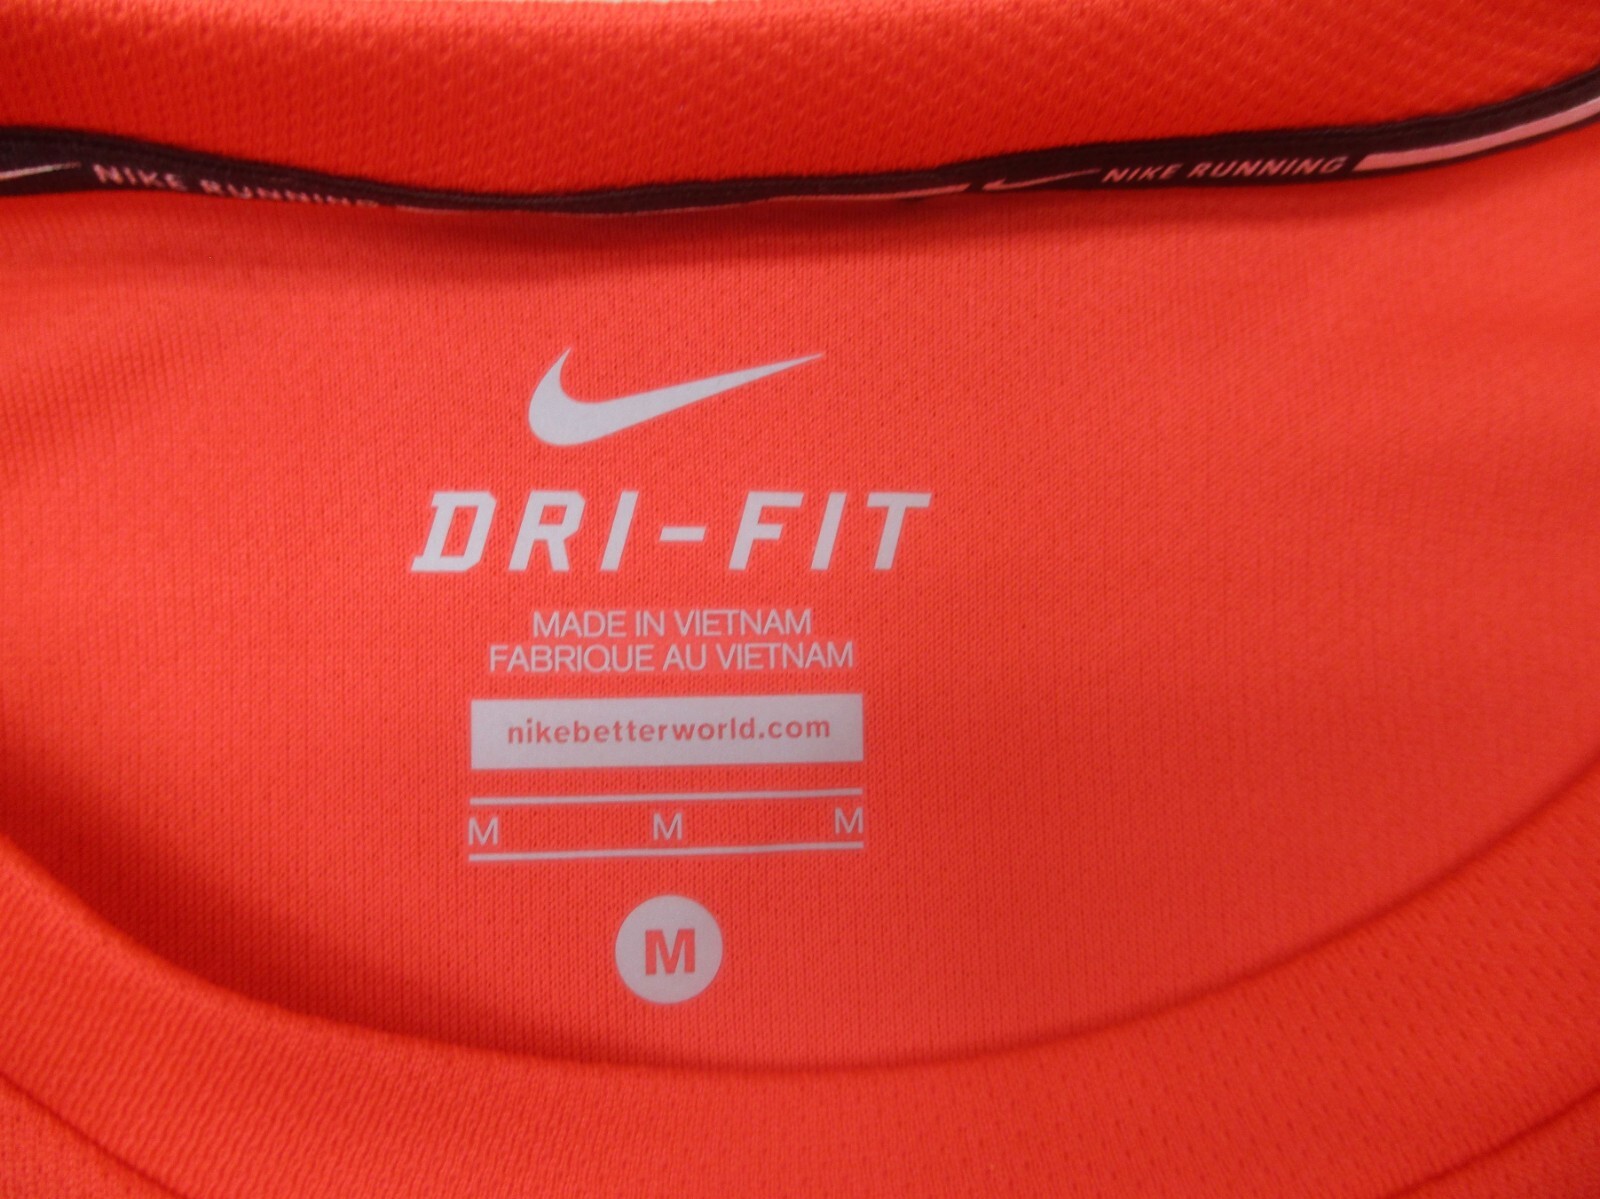 NIKE RUNNING
NIKE RUNNING
DRI-FIT
MADE IN VIETNAM
FABRIQUE AU VIETNAM
nikebetterworld.com
M M M
M